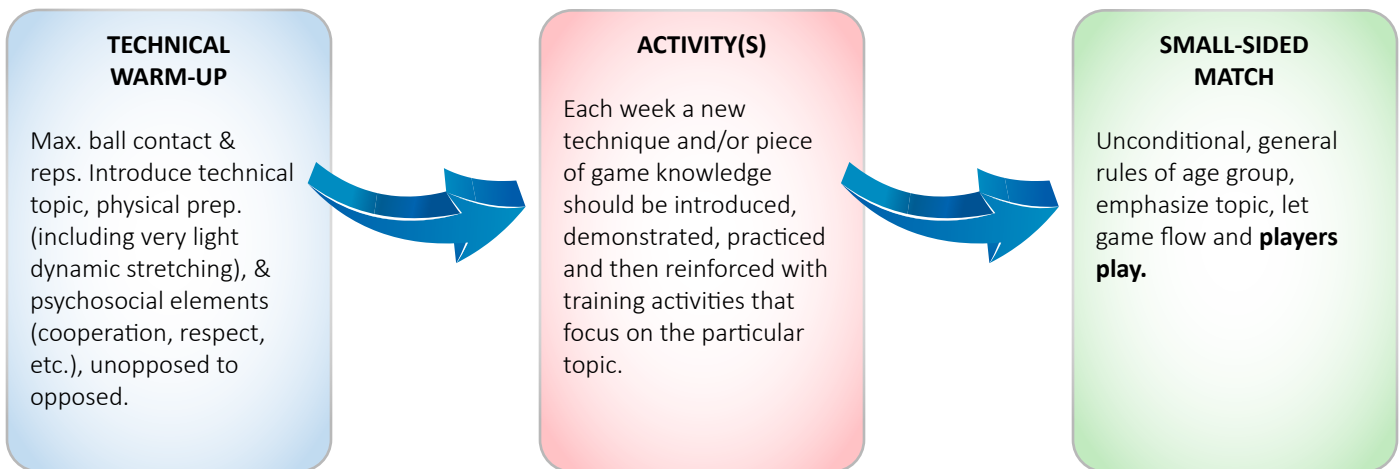 TECHNICAL
WARM-UP
Max. ball contact &
reps. Introduce technical
topic, physical prep.
(including very light
dynamic stretching), &
psychosocial elements
(cooperation, respect,
etc.), unopposed to
opposed.
ACTIVITY(S)
Each week a new
technique and/or piece
of game knowledge
should be introduced,
demonstrated, practiced
and then reinforced with
training activities that
focus on the particular
topic.
SMALL-SIDED
MATCH
Unconditional, general
rules of age group,
emphasize topic, let
game flow and players
play.